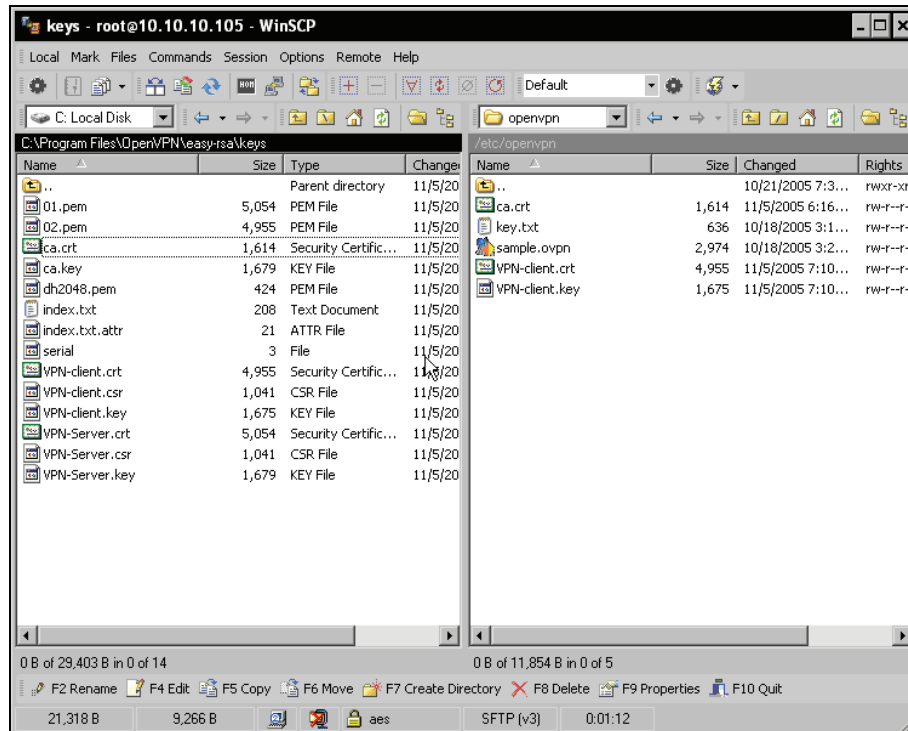 keys - root@10.10.10.105 - WinSCP
Local Mark Files Commands Session Options Remote Help
Default
C: Local Disk openvpn
C:\Program Files\OpenVPN\easy-rsa\keys /etc/openvpn
Name Size Type Changed Name Size Changed Rights
.. Parent directory 11/5/20 .. 10/21/2005 7:3... rwxr-xr
01.pem 5,054 PEM File 11/5/20 ca.crt 1,614 11/5/2005 6:16... rw-r--r-
02.pem 4,955 PEM File 11/5/20 key.txt 636 10/18/2005 3:1... rw-r--r-
ca.crt 1,614 Security Certific... 11/5/20 sample.ovpn 2,974 10/18/2005 3:2... rw-r--r-
ca.key 1,679 KEY File 11/5/20 VPN-client.crt 4,955 11/5/2005 7:10... rw-r--r-
dh2048.pem 424 PEM File 11/5/20 VPN-client.key 1,675 11/5/2005 7:10... rw-r--r-
index.txt 208 Text Document 11/5/20
index.txt.attr 21 ATTR File 11/5/20
serial 3 File 11/5/20
VPN-client.crt 4,955 Security Certific... 11/5/20
VPN-client.csr 1,041 CSR File 11/5/20
VPN-client.key 1,675 KEY File 11/5/20
VPN-Server.crt 5,054 Security Certific... 11/5/20
VPN-Server.csr 1,041 CSR File 11/5/20
VPN-Server.key 1,679 KEY File 11/5/20
0 B of 29,403 B in 0 of 14 0 B of 11,854 B in 0 of 5
F2 Rename F4 Edit F5 Copy F6 Move F7 Create Directory F8 Delete F9 Properties F10 Quit
21,318 B 9,266 B aes SFTP (v3) 0:01:12